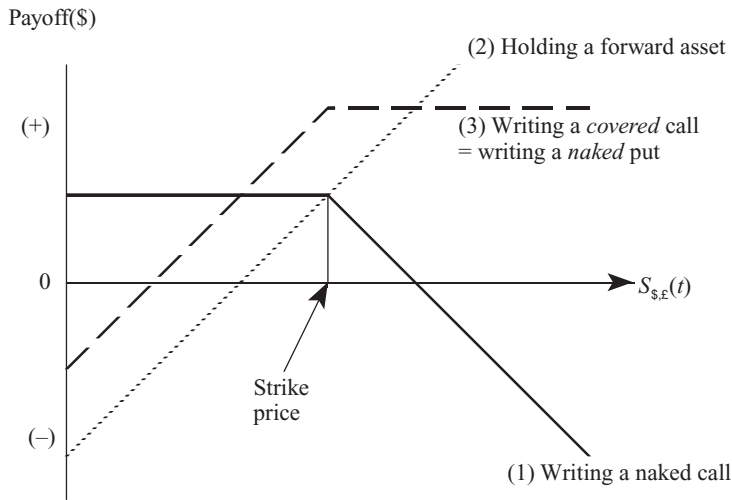 Payoff($)
(2) Holding a forward asset
(+)
(3) Writing a covered call
= writing a naked put
0
S$,£(t)
Strike
price
(–)
(1) Writing a naked call